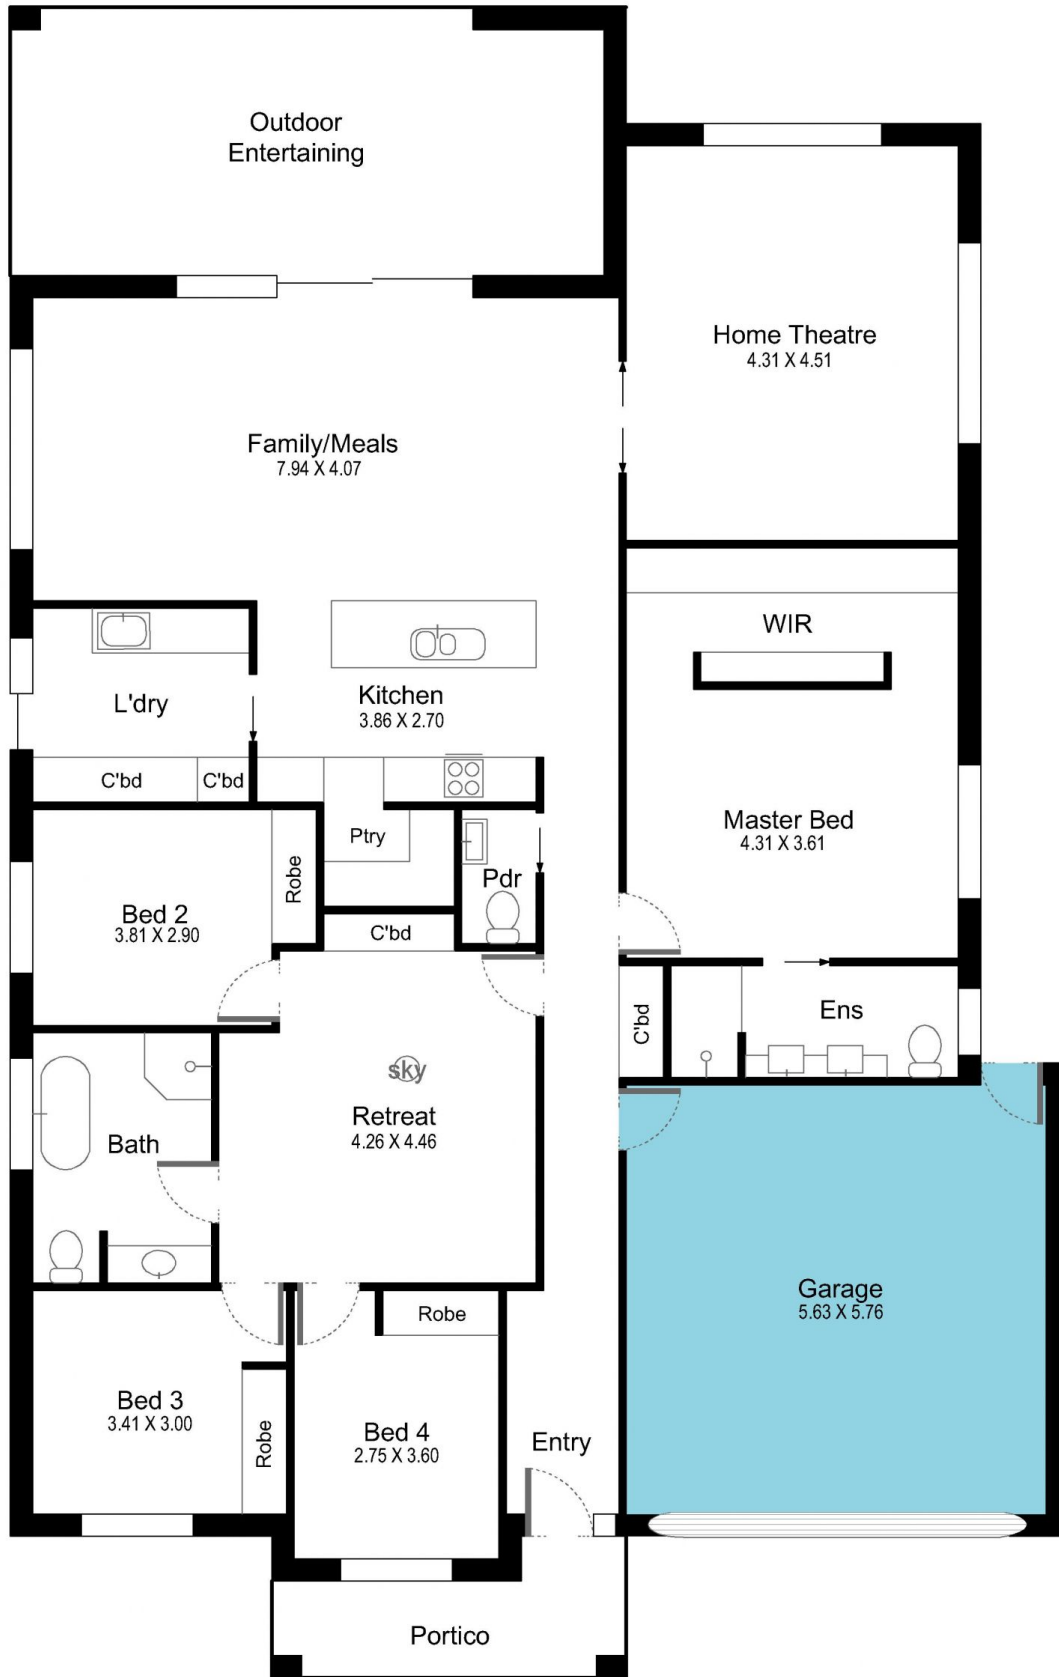 Outdoor
Entertaining
Home Theatre
4.31 X 4.51
Family/Meals
7.94 X 4.07
WIR
L'dry
Kitchen
3.86 X 2.70
C'bd
C'bd
Master Bed
4.31 X 3.61
Ptry
Robe
Pdr
Bed 2
3.81 X 2.90
C'bd
Ens
C'bd
sky
Retreat
4.26 X 4.46
Bath
Garage
5.63 X 5.76
Robe
Bed 3
3.41 X 3.00
Robe
Bed 4
2.75 X 3.60
Entry
Portico